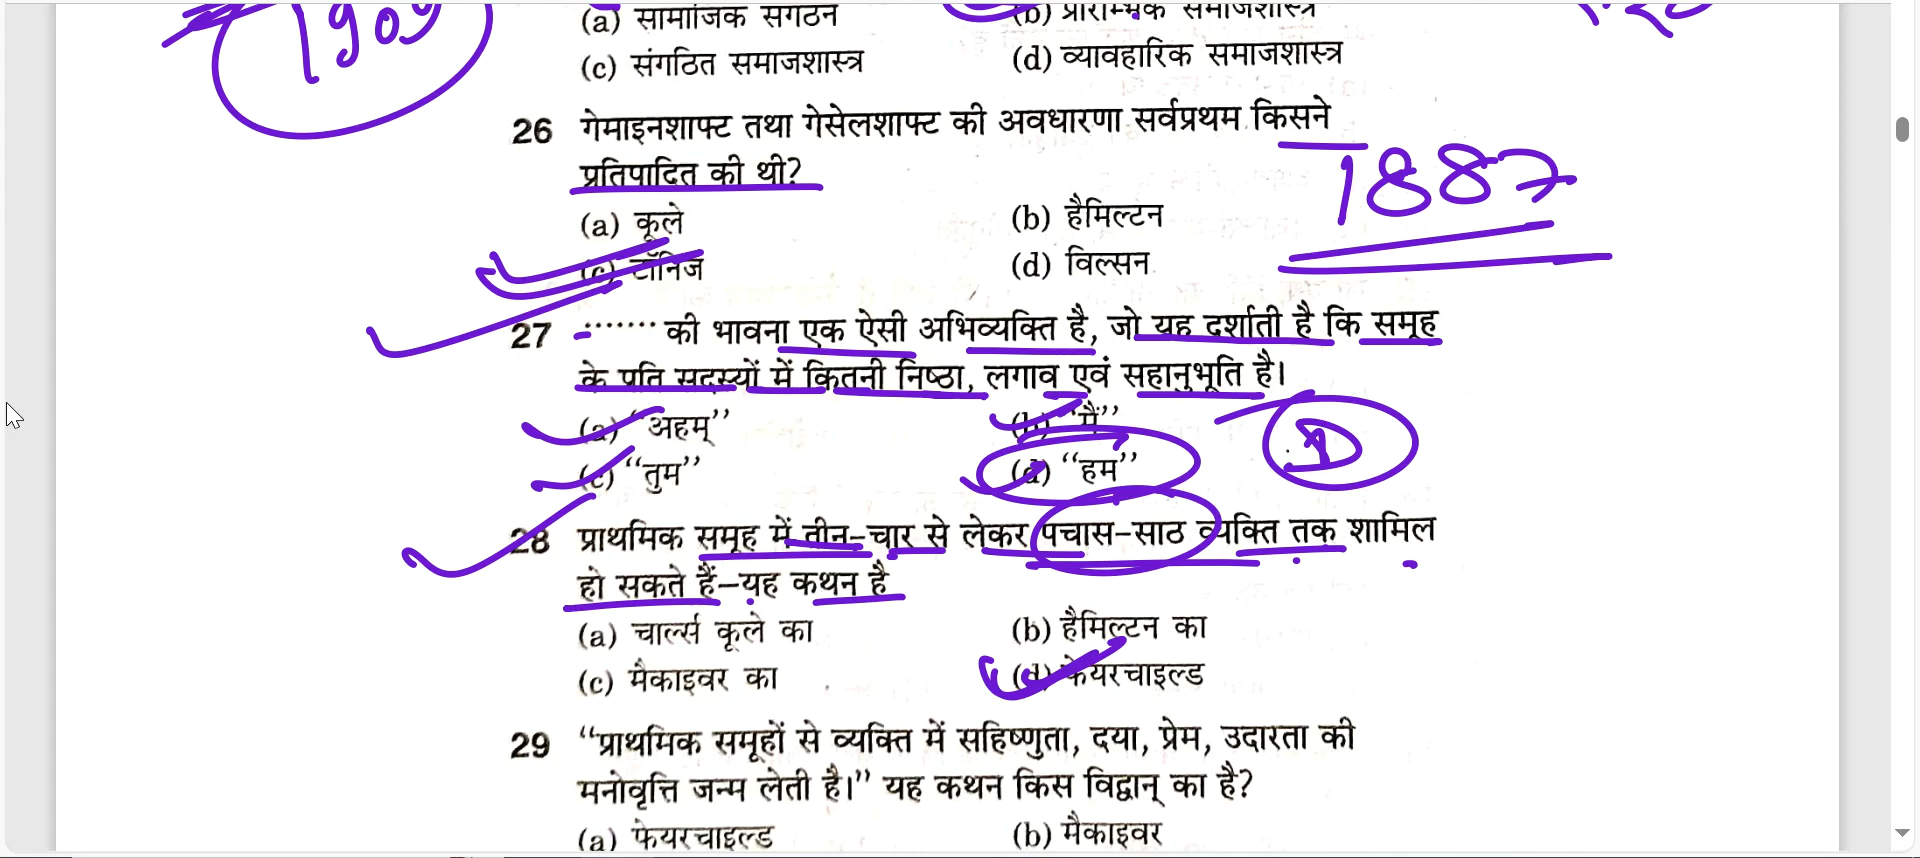 1909
(a) सामाजिक संगठन (b) प्रारम्भिक समाजशास्त्र
(c) संगठित समाजशास्त्र (d) व्यावहारिक समाजशास्त्र
26 गेमाइनशाफ्ट तथा गेसेलशाफ्ट की अवधारणा सर्वप्रथम किसने
प्रतिपादित की थी?
1887
(a) कूले (b) हैमिल्टन
(c) टॉनिज (d) विल्सन
27 ....... की भावना एक ऐसी अभिव्यक्ति है, जो यह दर्शाती है कि समूह
के प्रति सदस्यों में कितनी निष्ठा, लगाव एवं सहानुभूति है।
(a) “अहम्” (b) “मैं”
(c) “तुम” (d) “हम”
28 प्राथमिक समूह में तीन-चार से लेकर पचास-साठ व्यक्ति तक शामिल
हो सकते हैं-यह कथन है
(a) चार्ल्स कूले का (b) हैमिल्टन का
(c) मैकाइवर का (d) फेयरचाइल्ड
29 “प्राथमिक समूहों से व्यक्ति में सहिष्णुता, दया, प्रेम, उदारता की
मनोवृत्ति जन्म लेती है।” यह कथन किस विद्वान् का है?
(a) फेयरचाइल्ड (b) मैकाइवर